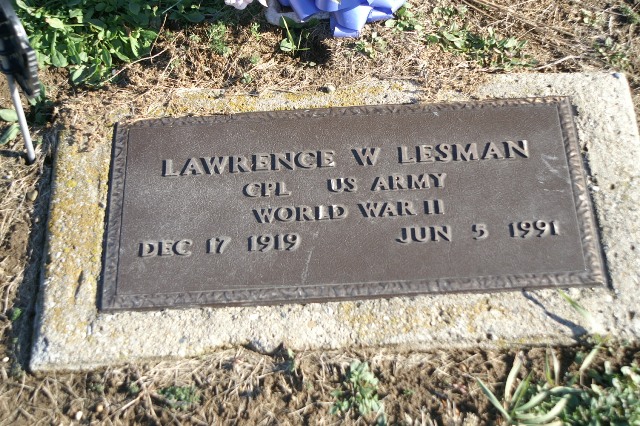 LAWRENCE W LESMAN
CPL US ARMY
WORLD WAR II
DEC 17 1919 JUN 5 1991